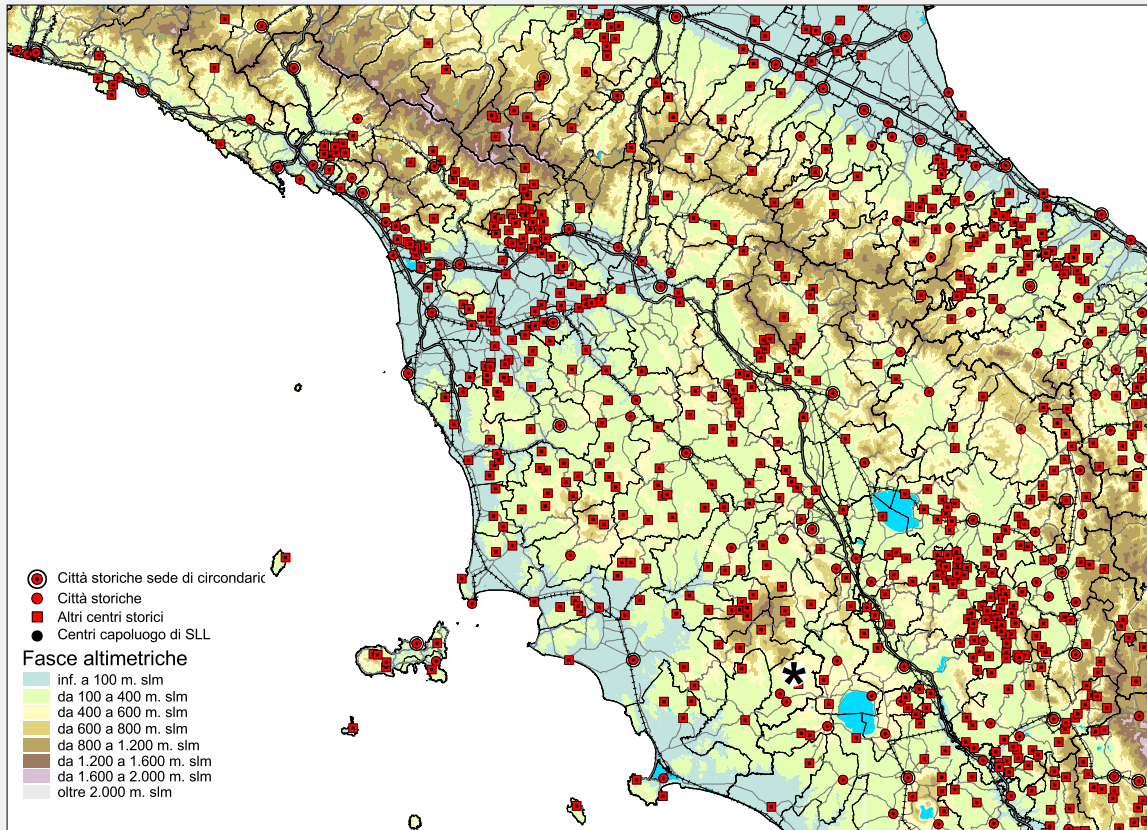 Città storiche sede di circondaric
Città storiche
Altri centri storici
Centri capoluogo di SLL
Fasce altimetriche
inf. a 100 m. slm
da 100 a 400 m. slm
da 400 a 600 m. slm
da 600 a 800 m. slm
da 800 a 1.200 m. slm
da 1.200 a 1.600 m. slm
da 1.600 a 2.000 m. slm
oltre 2.000 m. slm
*